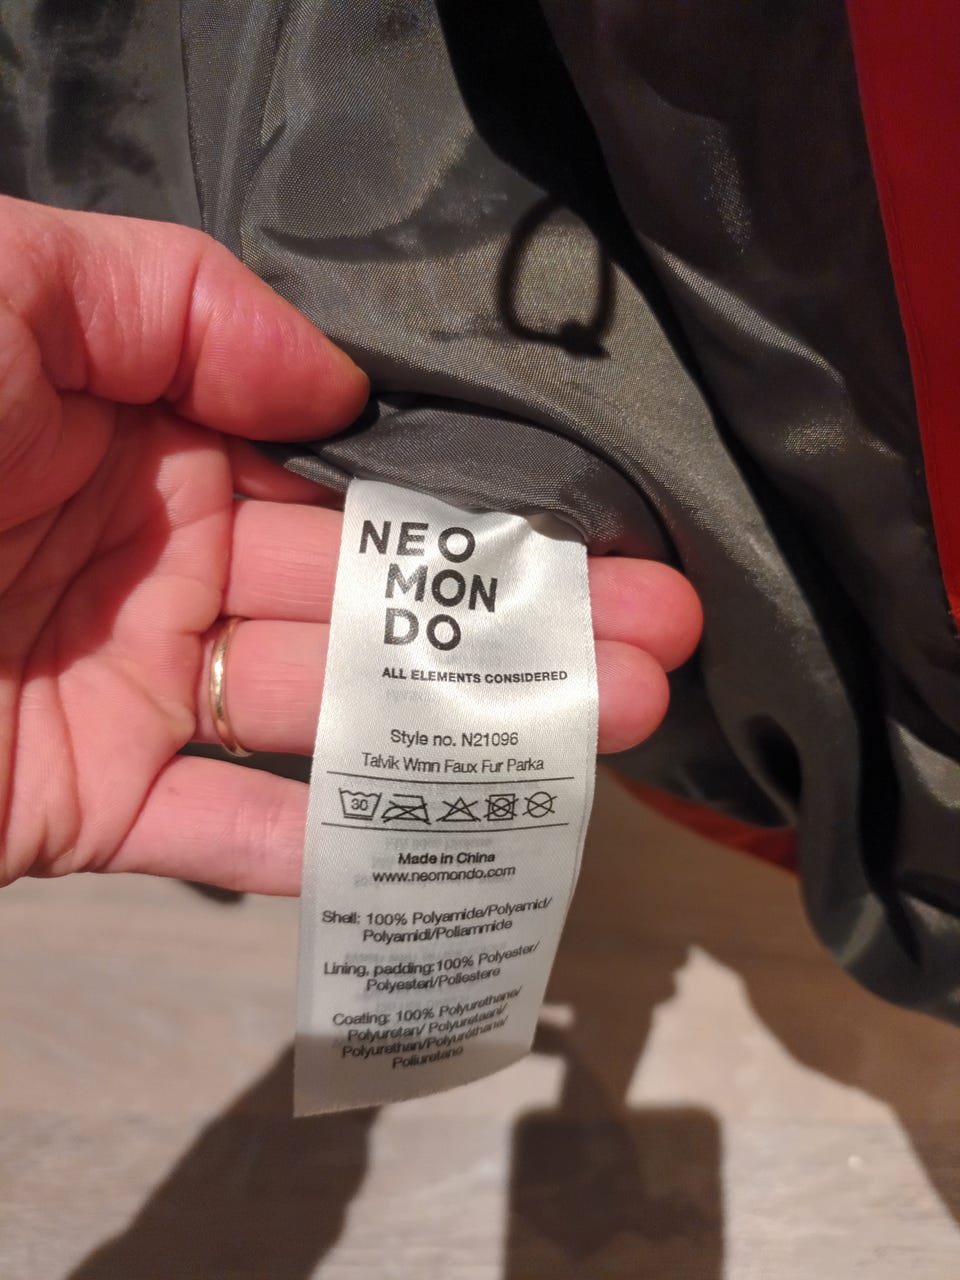 NEO
MON
DO
ALL ELEMENTS CONSIDERED
Style no. N21096
Talvik Wmn Faux Fur Parka
30
Made in China
www.neomondo.com
Shell: 100% Polyamide/Polyamid/
Polyamidi/Poliammide
Lining, padding:100% Polyester/
Polyesteri/Poliestere
Coating: 100% Polyurethane/
Polyuretan/ Polyuretaani/
Polyurethan/Polyuréthane/
Poliuretano